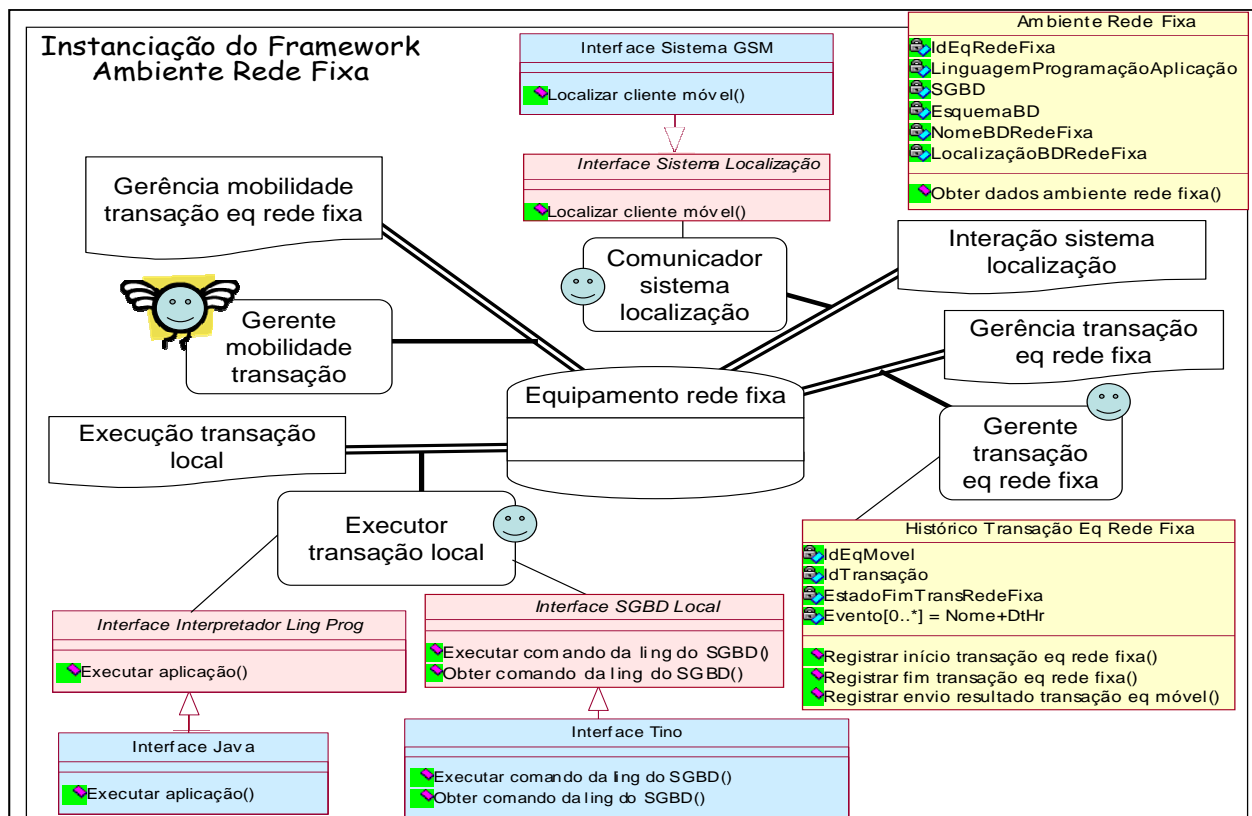 Instanciação do Framework
Ambiente Rede Fixa
Interface Sistema GSM
Localizar cliente móvel()
Interface Sistema Localização
Localizar cliente móvel()
Ambiente Rede Fixa
IdEqRedeFixa
LinguagemProgramaçãoAplicação
SGBD
EsquemaBD
NomeBDRedeFixa
LocalizaçãoBDRedeFixa
Obter dados ambiente rede fixa()
Gerência mobilidade
transação eq rede fixa
Comunicador
sistema
localização
Interação sistema
localização
Gerente
mobilidade
transação
Gerência transação
eq rede fixa
Equipamento rede fixa
Execução transação
local
Gerente
transação
eq rede fixa
Executor
transação local
Histórico Transação Eq Rede Fixa
IdEqMovel
IdTransação
EstadoFimTransRedeFixa
Evento[0..*] = Nome+DtHr
Registrar início transação eq rede fixa()
Registrar fim transação eq rede fixa()
Registrar envio resultado transação eq móvel()
Interface Interpretador Ling Prog
Executar aplicação()
Interface SGBD Local
Executar comando da ling do SGBD()
Obter comando da ling do SGBD()
Interface Java
Executar aplicação()
Interface Tino
Executar comando da ling do SGBD()
Obter comando da ling do SGBD()